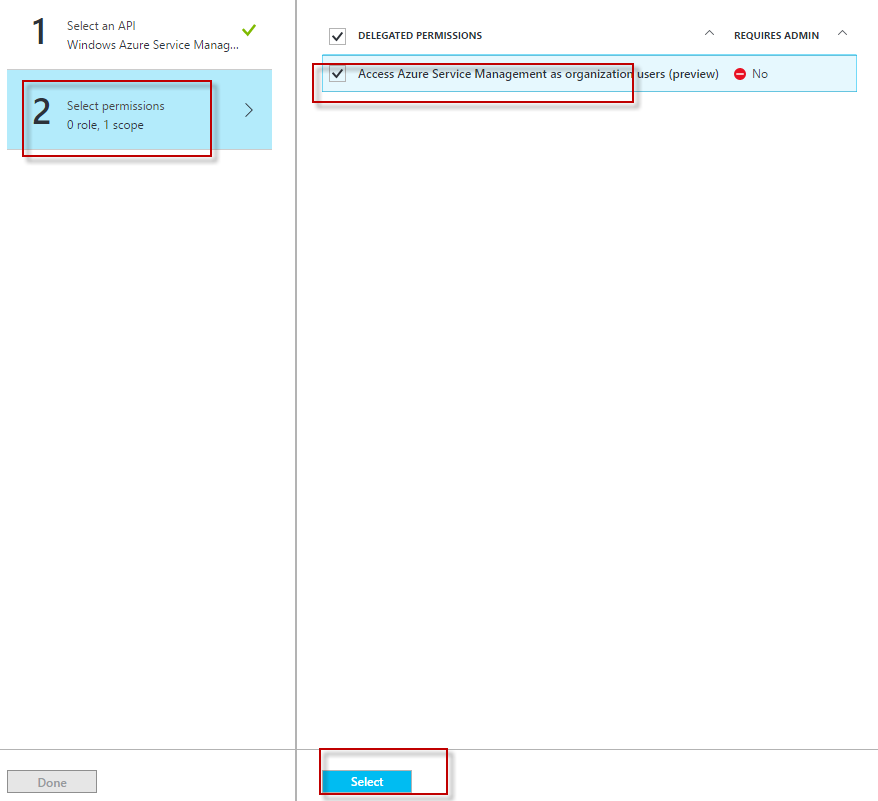 1
Select an API
Windows Azure Service Manag...
2
Select permissions
0 role, 1 scope
DELEGATED PERMISSIONS
REQUIRES ADMIN
Access Azure Service Management as organization users (preview)
No
Done
Select